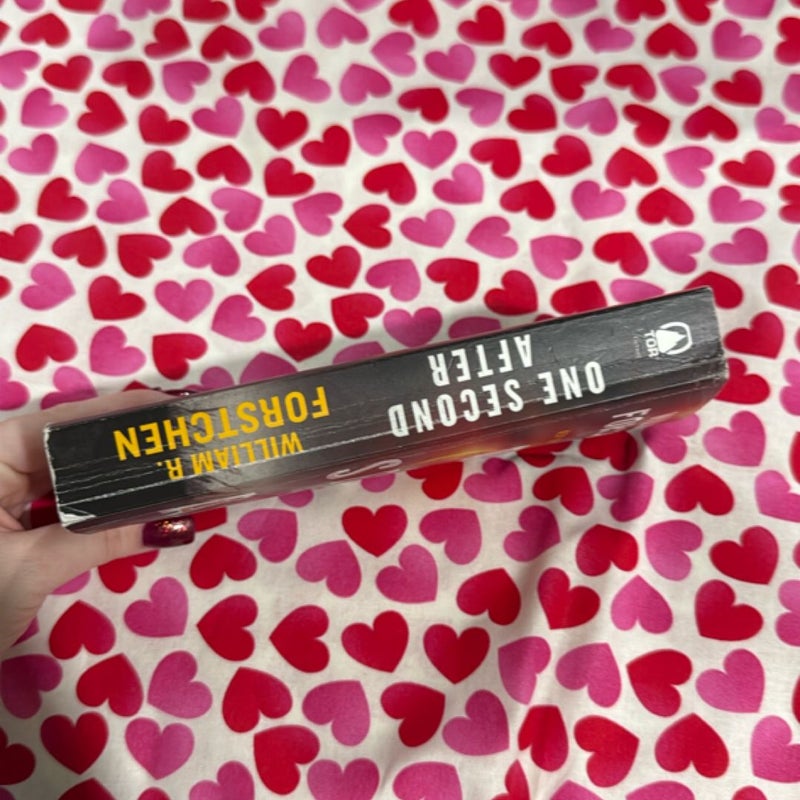 WILLIAM R.
FORSTCHEN
ONE SECOND
AFTER
TOR